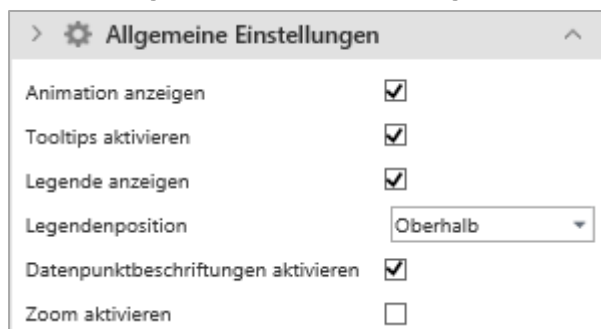 Allgemeine Einstellungen
Animation anzeigen
Tooltips aktivieren
Legende anzeigen
Legendenposition Oberhalb
Datenpunktbeschriftungen aktivieren
Zoom aktivieren